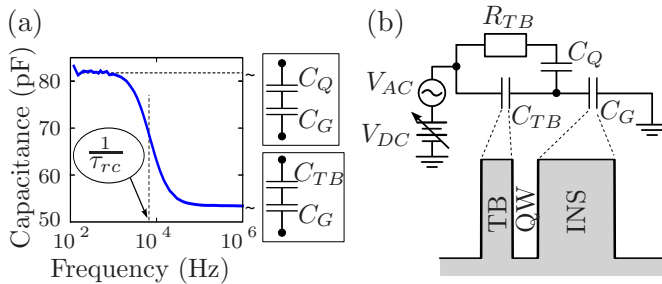 (a)
Capacitance (pF)
90
80
70
60
50
10^2
10^4
10^6
Frequency (Hz)
1/τ_rc
~
~
C_Q
C_G
C_TB
C_G
(b)
R_TB
C_Q
V_AC
~
C_TB
C_G
V_DC
TB
QW
INS